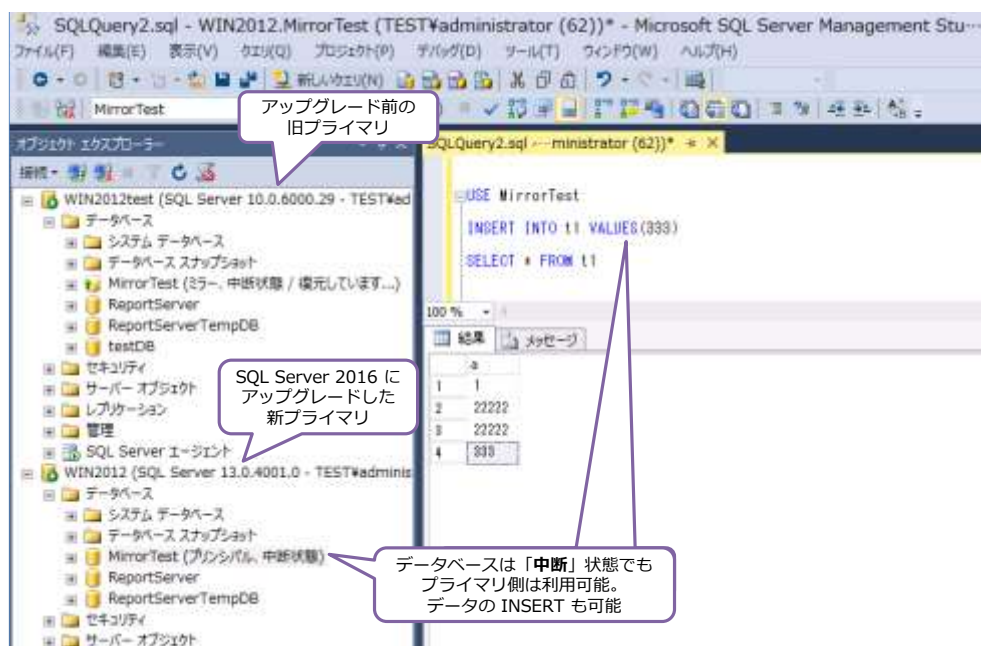 SQLQuery2.sql - WIN2012.MirrorTest (TEST¥administrator (62))* - Microsoft SQL Server Management Stu…
ファイル(F) 編集(E) 表示(V) クエリ(Q) プロジェクト(P) デバッグ(D) ツール(T) ウィンドウ(W) ヘルプ(H)
新しいクエリ(N)
MirrorTest
アップグレード前の
旧プライマリ
オブジェクト エクスプローラー
接続
WIN2012test (SQL Server 10.0.6000.29 - TEST¥ad
データベース
システム データベース
データベース スナップショット
MirrorTest (ミラー、中断状態 / 復元しています...)
ReportServer
ReportServerTempDB
testDB
セキュリティ
サーバー オブジェクト
レプリケーション
管理
SQL Server エージェント
SQL Server 2016 に
アップグレードした
新プライマリ
WIN2012 (SQL Server 13.0.4001.0 - TEST¥adminis
データベース
システム データベース
データベース スナップショット
MirrorTest (プリンシパル、中断状態)
ReportServer
ReportServerTempDB
セキュリティ
サーバー オブジェクト
SQLQuery2.sql …ministrator (62))*
USE MirrorTest
INSERT INTO t1 VALUES(333)
SELECT * FROM t1
100 %
結果 メッセージ
a
1 1
2 22222
3 22222
4 333
データベースは「中断」状態でも
プライマリ側は利用可能。
データの INSERT も可能